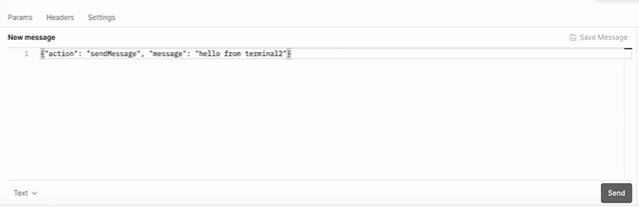 Params Headers Settings
New message Save Message
1 {"action": "sendMessage", "message": "hello from terminal2"}
Text Send